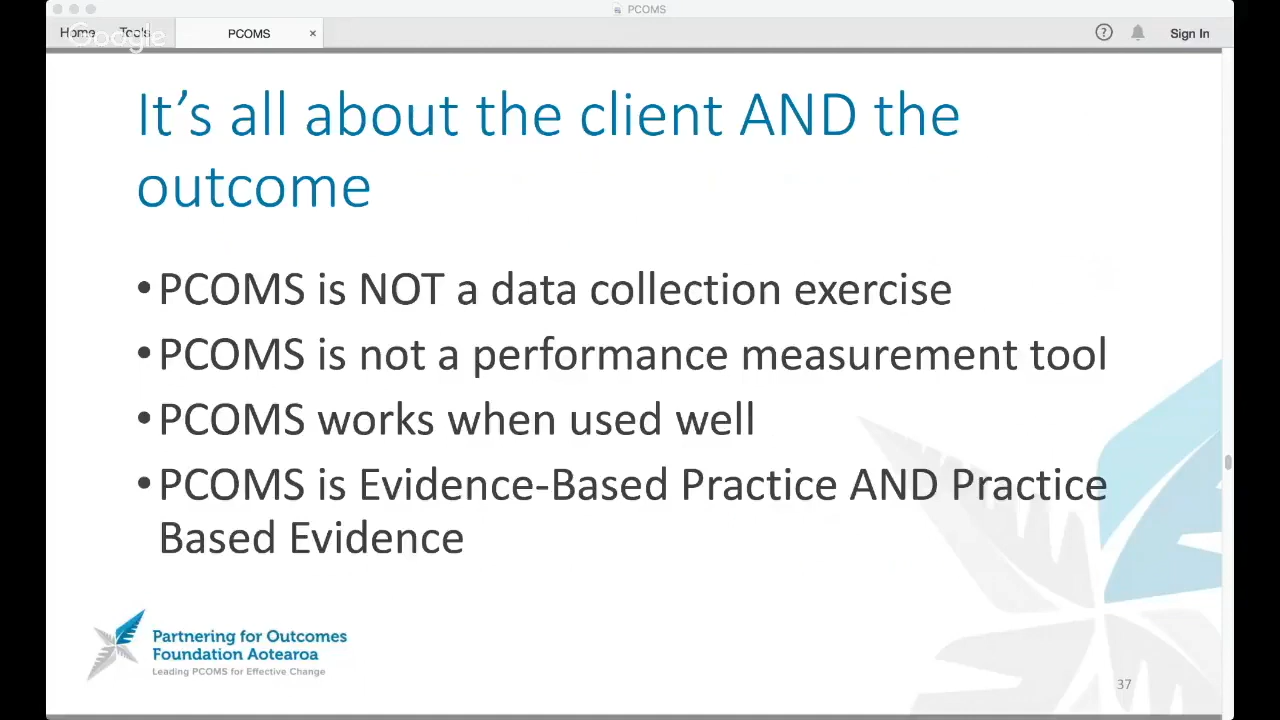 PCOMS
Home Tools PCOMS × ? Sign In
Google
It's all about the client AND the
outcome
•PCOMS is NOT a data collection exercise
•PCOMS is not a performance measurement tool
•PCOMS works when used well
•PCOMS is Evidence-Based Practice AND Practice
Based Evidence
Partnering for Outcomes
Foundation Aotearoa
Leading PCOMS for Effective Change
37